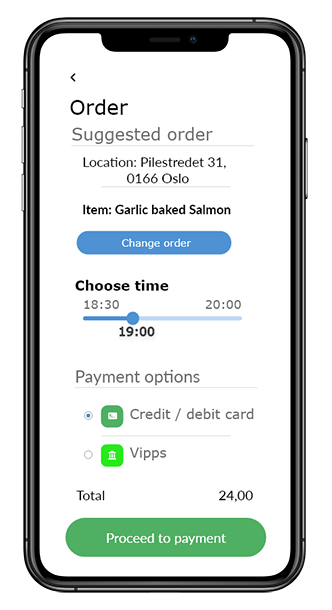 Order
Suggested order
Location: Pilestredet 31,
0166 Oslo
Item: Garlic baked Salmon
Change order
Choose time
18:30 20:00
19:00
Payment options
Credit / debit card
Vipps
Total 24,00
Proceed to payment